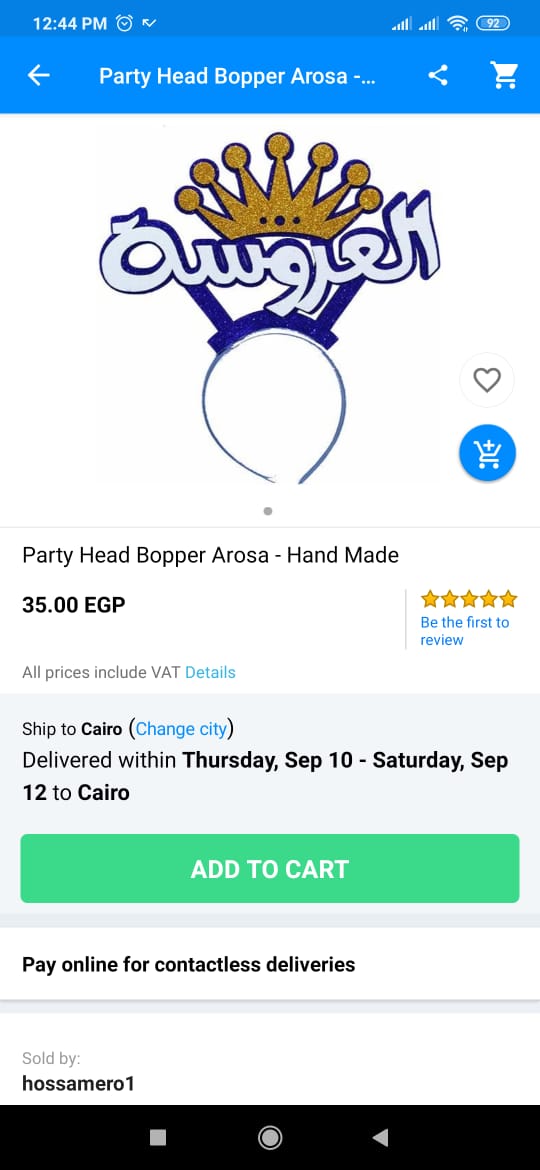 12:44 PM
92
Party Head Bopper Arosa -...
العروسة
Party Head Bopper Arosa - Hand Made
35.00 EGP
Be the first to
review
All prices include VAT Details
Ship to Cairo (Change city)
Delivered within Thursday, Sep 10 - Saturday, Sep
12 to Cairo
ADD TO CART
Pay online for contactless deliveries
Sold by:
hossamero1